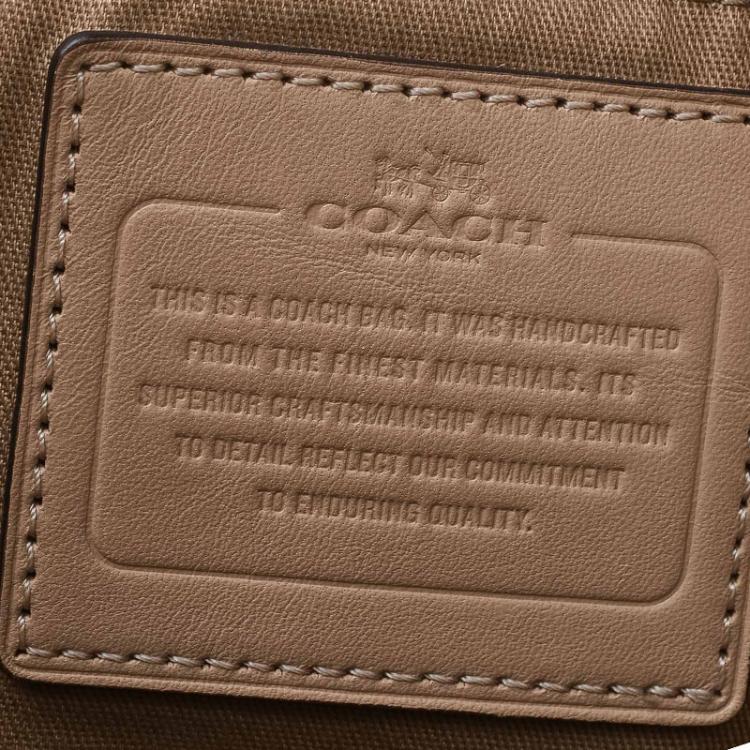 COACH
NEW YORK
THIS IS A COACH BAG. IT WAS HANDCRAFTED
FROM THE FINEST MATERIALS. ITS
SUPERIOR CRAFTSMANSHIP AND ATTENTION
TO DETAIL REFLECT OUR COMMITMENT
TO ENDURING QUALITY.